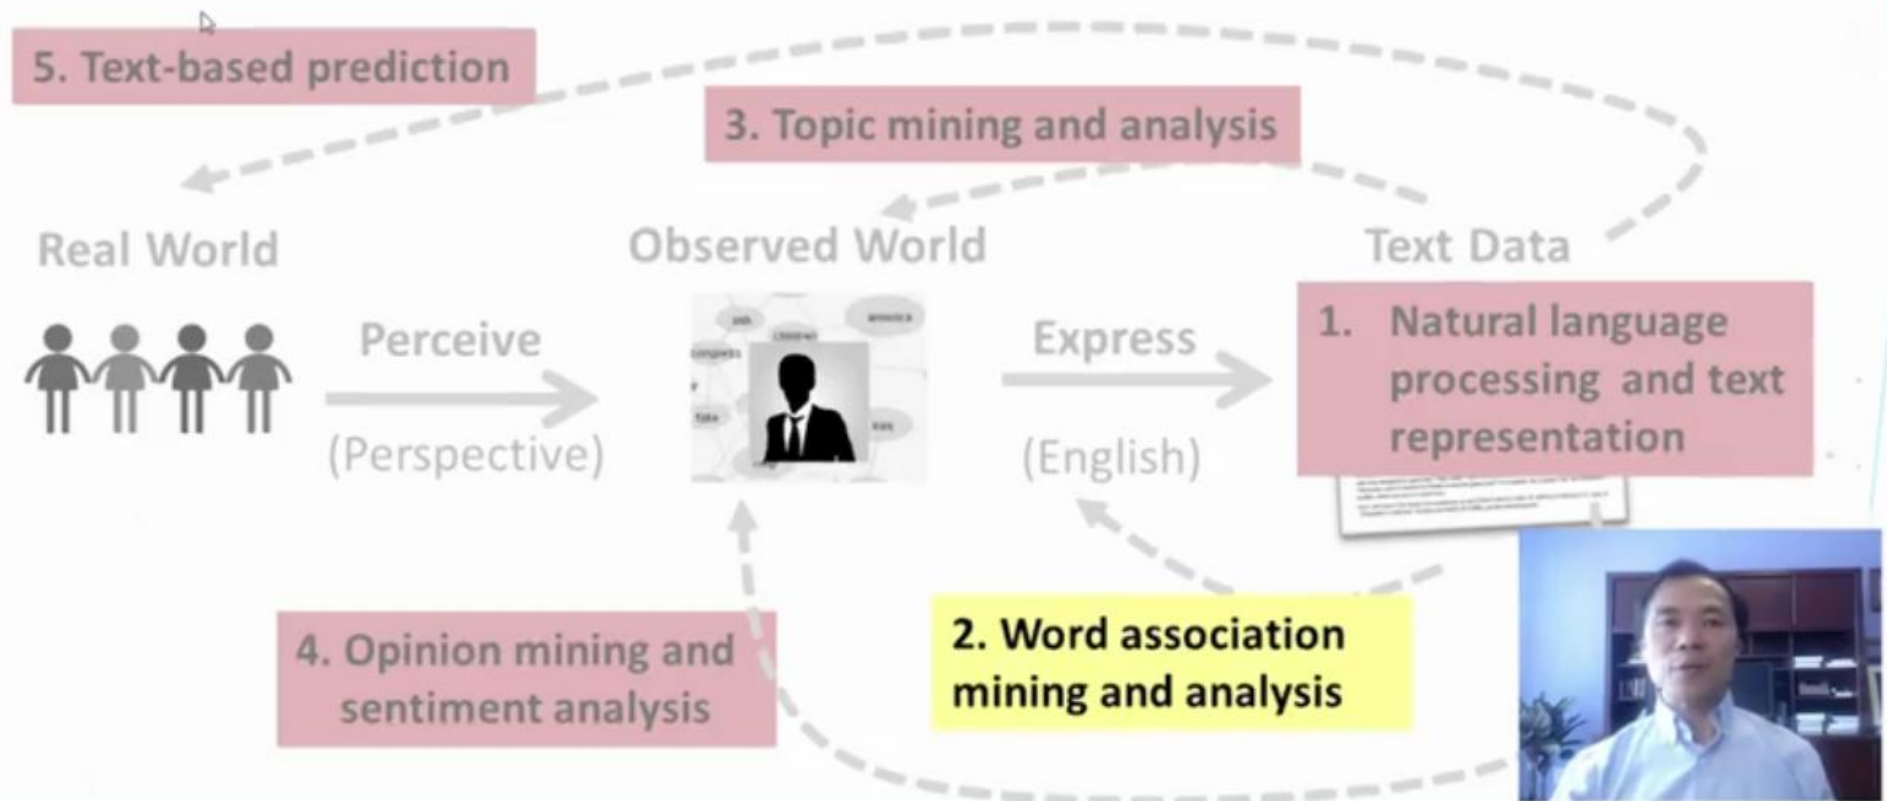 5. Text-based prediction
3. Topic mining and analysis
Real World
Observed World
Text Data
Perceive
(Perspective)
Express
(English)
1. Natural language
processing and text
representation
4. Opinion mining and
sentiment analysis
2. Word association
mining and analysis